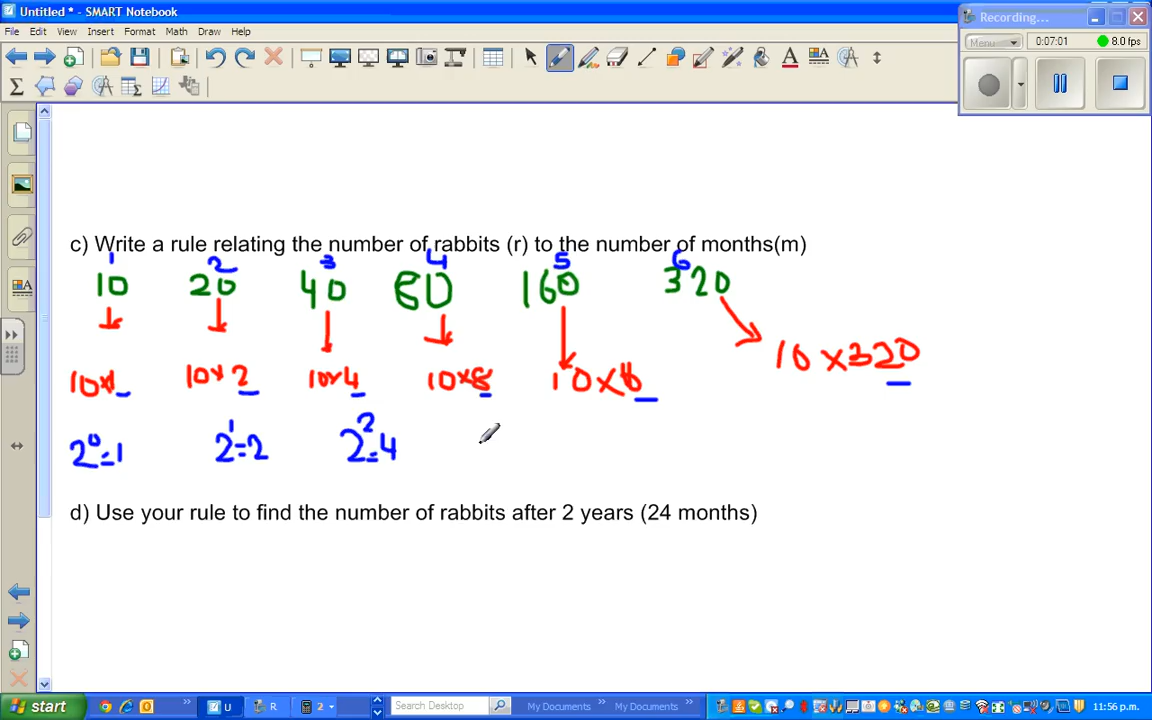 Untitled * - SMART Notebook
Recording...
File Edit View Insert Format Math Draw Help
Menu 00:07:01 8.0 fps
c) Write a rule relating the number of rabbits (r) to the number of months(m)
1 2 3 4 5 6
10 20 40 80 160 320
10×1 10×2 10×4 10×8 10×320
2⁰=1 2¹=2 2²=4
d) Use your rule to find the number of rabbits after 2 years (24 months)
start U R 2 Search Desktop My Documents My Documents 11:56 p.m.